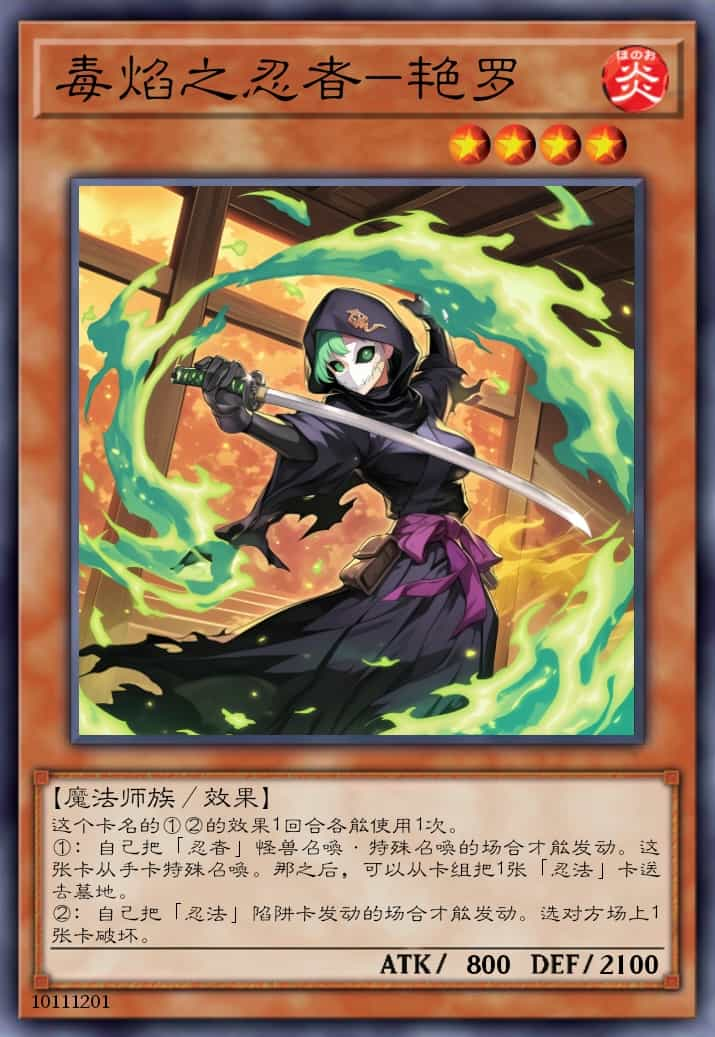 毒焰之忍者-艳罗
ほのお
炎
【魔法师族/效果】
这个卡名的①②的效果1回合各能使用1次。
①:自己把「忍者」怪兽召唤·特殊召唤的场合才能发动。这
张卡从手卡特殊召唤。那之后,可以从卡组把1张「忍法」卡送
去墓地。
②:自己把「忍法」陷阱卡发动的场合才能发动。选对方场上1
张卡破坏。
ATK/ 800 DEF/2100
10111201